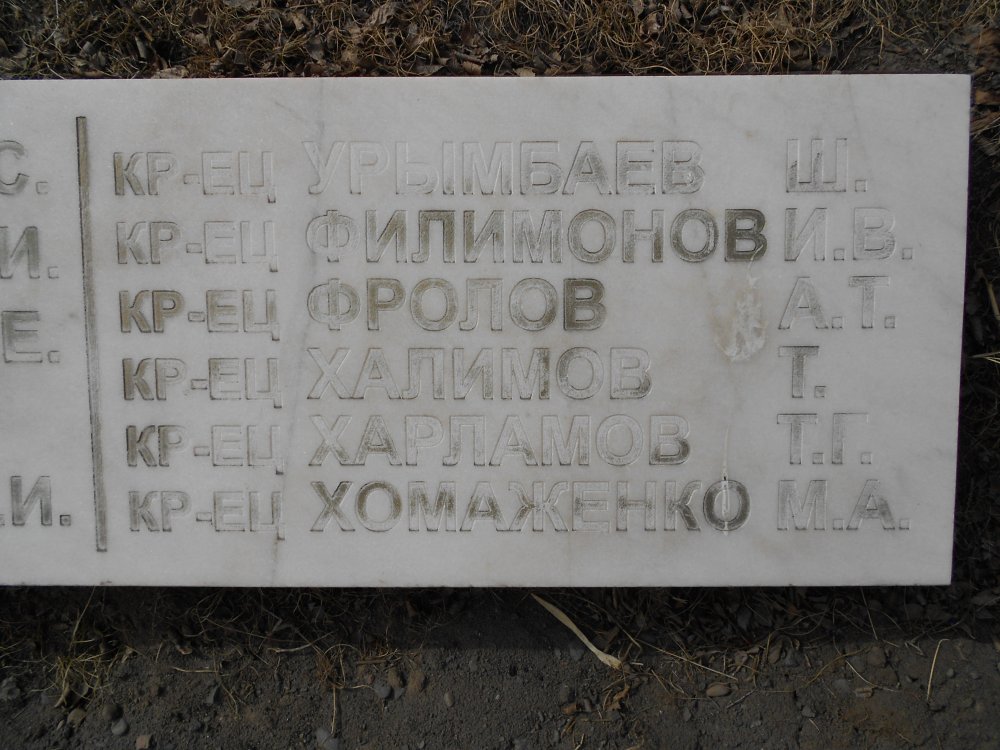 С. КР-ЕЦ УРЫМБАЕВ Ш.
И. КР-ЕЦ ФИЛИМОНОВ И.В.
Е. КР-ЕЦ ФРОЛОВ А.Т.
КР-ЕЦ ХАЛИМОВ Т.
КР-ЕЦ ХАРЛАМОВ Т.Г.
.И. КР-ЕЦ ХОМАЖЕНКО М.А.